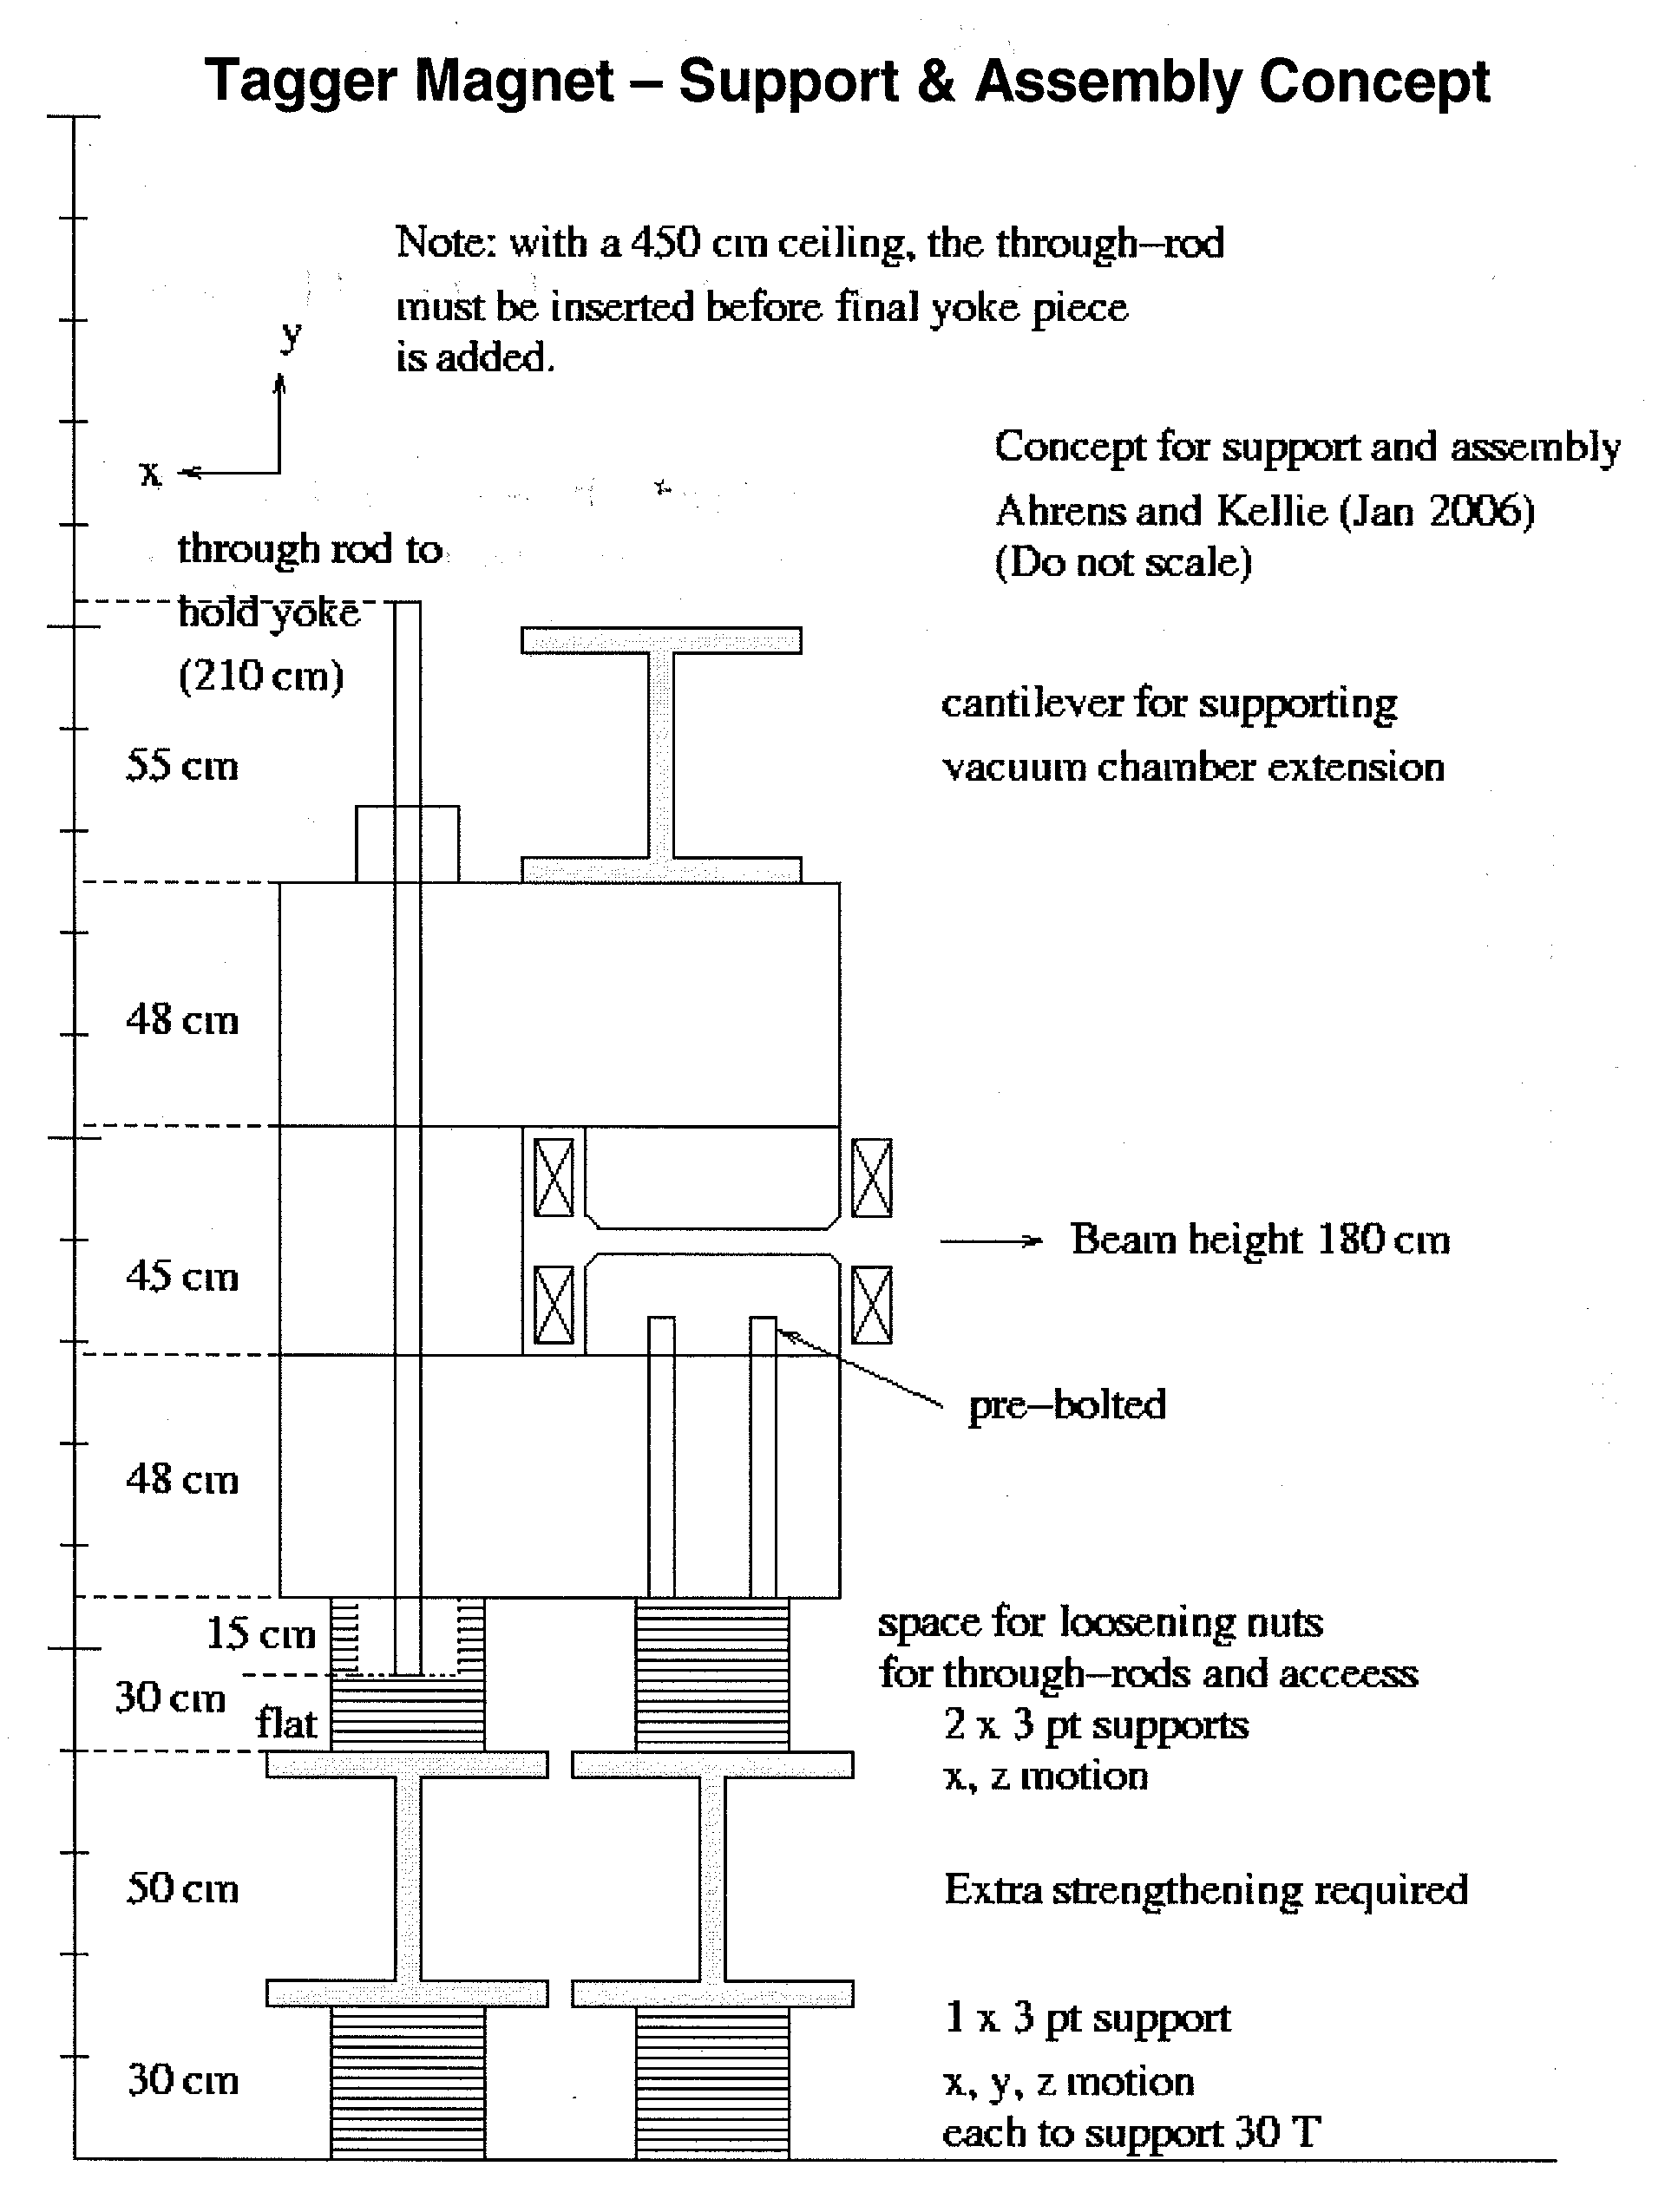 Tagger Magnet – Support & Assembly Concept
Note: with a 450 cm ceiling, the through–rod
must be inserted before final yoke piece
is added.
y
x
Concept for support and assembly
Ahrens and Kellie (Jan 2006)
(Do not scale)
through rod to
hold yoke
(210 cm)
cantilever for supporting
vacuum chamber extension
55 cm
48 cm
Beam height 180 cm
45 cm
pre–bolted
48 cm
15 cm
30 cm
flat
space for loosening nuts
for through–rods and acceess
2 x 3 pt supports
x, z motion
50 cm
Extra strengthening required
1 x 3 pt support
x, y, z motion
each to support 30 T
30 cm